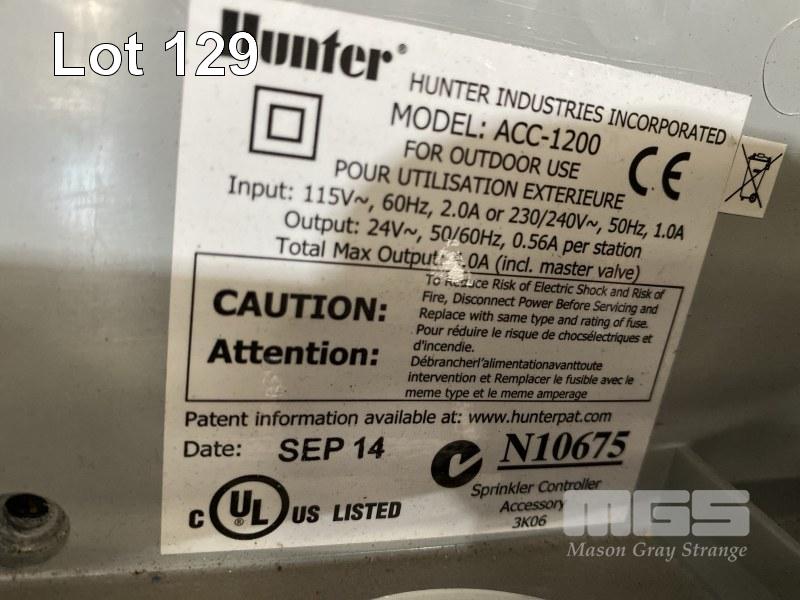 Lot 129
Hunter®
HUNTER INDUSTRIES INCORPORATED
MODEL: ACC-1200
FOR OUTDOOR USE
POUR UTILISATION EXTERIEURE
CE
Input: 115V~, 60Hz, 2.0A or 230/240V~, 50Hz, 1.0A
Output: 24V~, 50/60Hz, 0.56A per station
Total Max Output .0A (incl. master valve)
CAUTION:
Attention:
To Reduce Risk of Electric Shock and Risk of
Fire, Disconnect Power Before Servicing and
Replace with same type and rating of fuse.
Pour réduire le risque de chocsélectriques et
d'incendie.
Débrancherl'alimentationavanttoute
intervention et Remplacer le fusible avec le
meme type et le meme amperage
Patent information available at: www.hunterpat.com
Date: SEP 14
N10675
C UL® US LISTED
Sprinkler Controller
Accessory
3K06
MGS
Mason Gray Strange